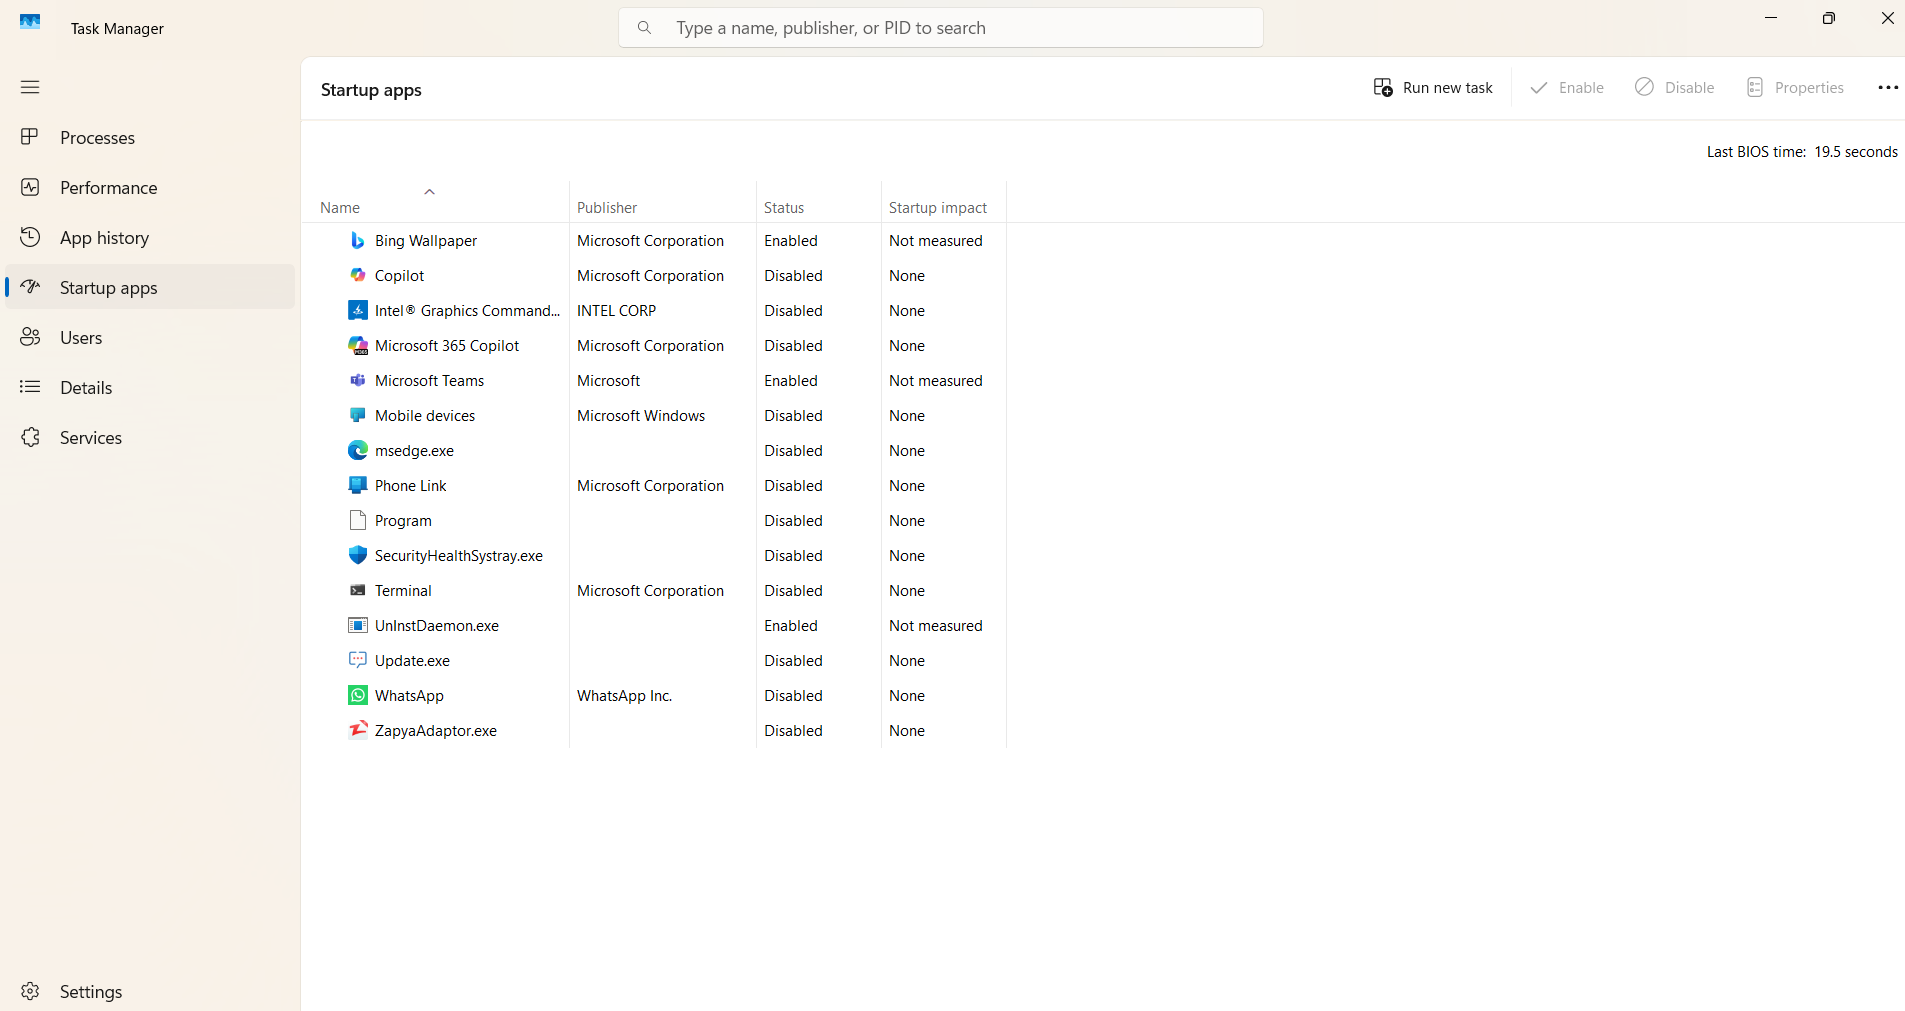 Task Manager
Type a name, publisher, or PID to search
Startup apps
Run new task
Enable
Disable
Properties
Processes
Performance
App history
Startup apps
Users
Details
Services
Settings
Last BIOS time: 19.5 seconds
Name Publisher Status Startup impact
Bing Wallpaper Microsoft Corporation Enabled Not measured
Copilot Microsoft Corporation Disabled None
Intel® Graphics Command... INTEL CORP Disabled None
Microsoft 365 Copilot Microsoft Corporation Disabled None
Microsoft Teams Microsoft Enabled Not measured
Mobile devices Microsoft Windows Disabled None
msedge.exe Disabled None
Phone Link Microsoft Corporation Disabled None
Program Disabled None
SecurityHealthSystray.exe Disabled None
Terminal Microsoft Corporation Disabled None
UnInstDaemon.exe Enabled Not measured
Update.exe Disabled None
WhatsApp WhatsApp Inc. Disabled None
ZapyaAdaptor.exe Disabled None